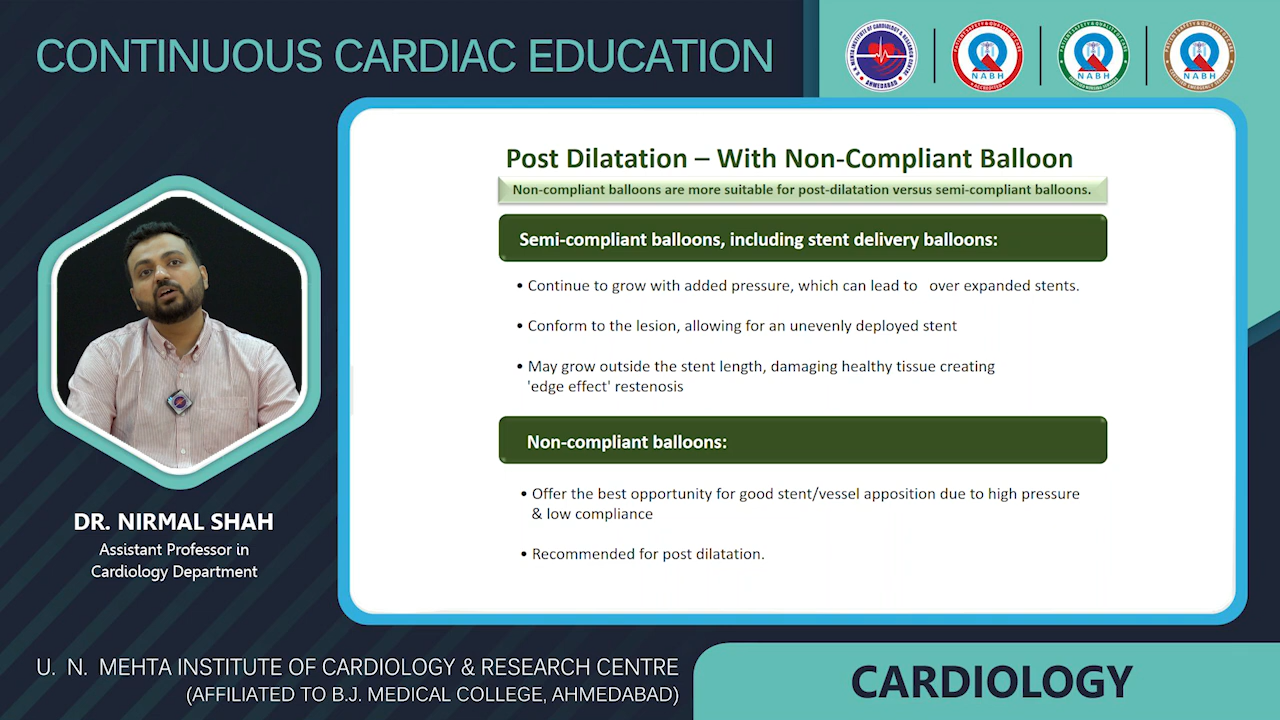 CONTINUOUS CARDIAC EDUCATION
NABH
NABH
NABH
AHMEDABAD
Post Dilatation – With Non-Compliant Balloon
Non-compliant balloons are more suitable for post-dilatation versus semi-compliant balloons.
Semi-compliant balloons, including stent delivery balloons:
• Continue to grow with added pressure, which can lead to over expanded stents.
• Conform to the lesion, allowing for an unevenly deployed stent
• May grow outside the stent length, damaging healthy tissue creating
'edge effect' restenosis
Non-compliant balloons:
• Offer the best opportunity for good stent/vessel apposition due to high pressure
& low compliance
• Recommended for post dilatation.
DR. NIRMAL SHAH
Assistant Professor in
Cardiology Department
U. N. MEHTA INSTITUTE OF CARDIOLOGY & RESEARCH CENTRE
(AFFILIATED TO B.J. MEDICAL COLLEGE, AHMEDABAD)
CARDIOLOGY